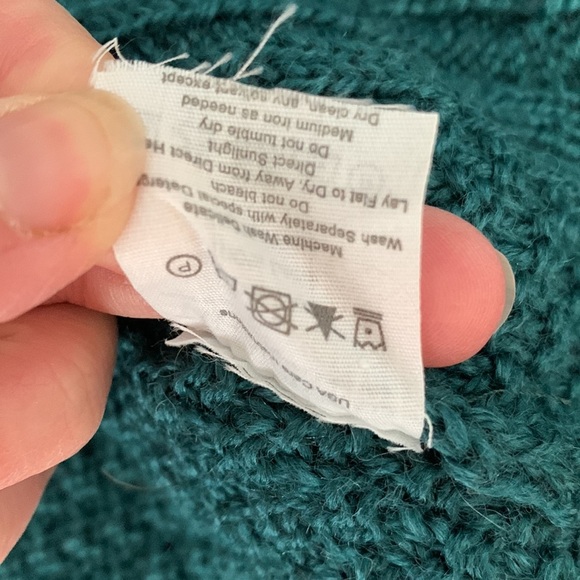 Machine Wash Delicate
Wash Separately with special
Do not bleach
Lay Flat to Dry, Away from Direct
Direct Sunlight
Do not tumble dry
Medium iron as needed
Dry clean, any solvent except
P